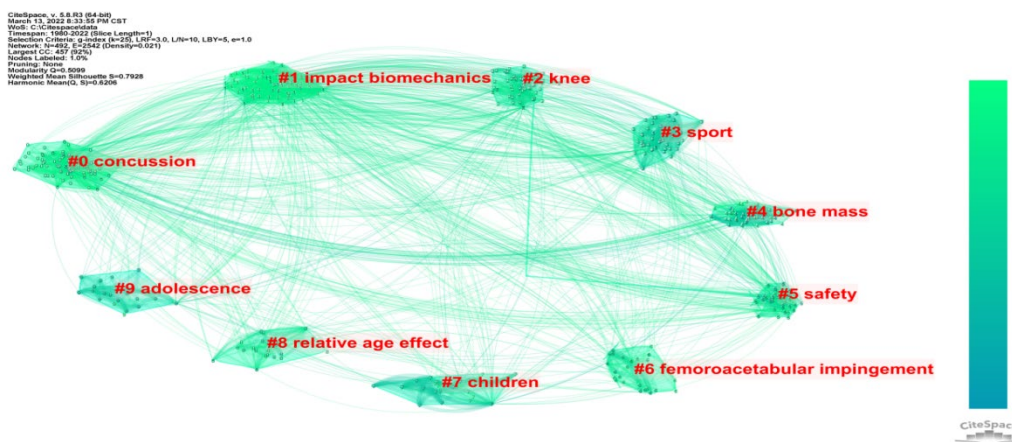 CiteSpace, v. 5.8.R3 (64-bit)
March 13, 2022 8:33:55 PM CST
WoS: C:\Citespace\data
Timespan: 1980-2022 (Slice Length=1)
Selection Criteria: g-index (k=25), LRF=3.0, L/N=10, LBY=5, e=1.0
Network: N=492, E=2542 (Density=0.021)
Largest CC: 457 (92%)
Nodes Labeled: 1.0%
Pruning: None
Modularity Q=0.5099
Weighted Mean Silhouette S=0.7928
Harmonic Mean(Q, S)=0.6206
#1 impact biomechanics
#2 knee
#3 sport
#0 concussion
#4 bone mass
#9 adolescence
#5 safety
#8 relative age effect
#6 femoroacetabular impingement
#7 children
CiteSpac